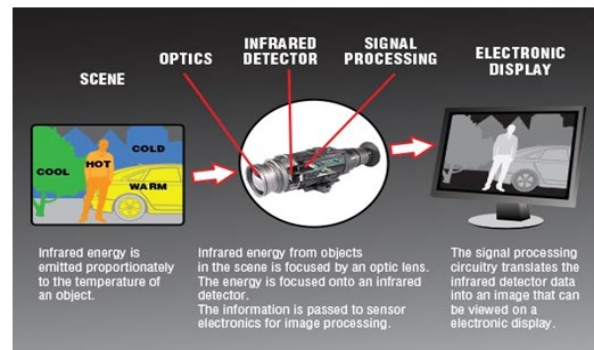 SCENE
OPTICS
INFRARED
DETECTOR
SIGNAL
PROCESSING
ELECTRONIC
DISPLAY
COOL
HOT
COLD
WARM
Infrared energy is
emitted proportionately
to the temperature of
an object.
Infrared energy from objects
in the scene is focused by an optic lens.
The energy is focused onto an infrared
detector.
The information is passed to sensor
electronics for image processing.
The signal processing
circuitry translates the
infrared detector data
into an image that can
be viewed on a
electronic display.